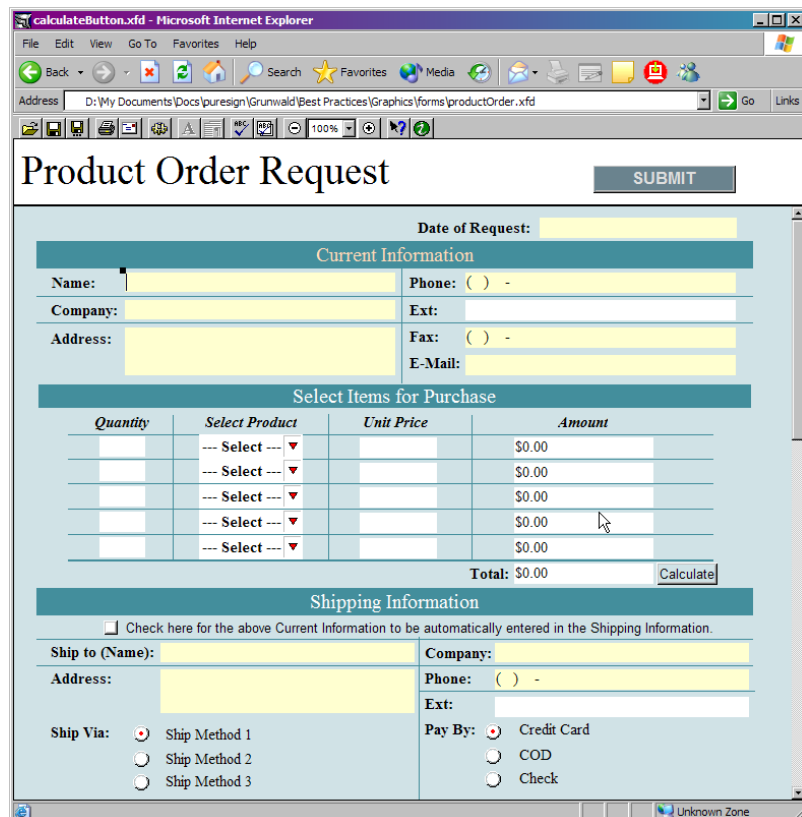 calculateButton.xfd - Microsoft Internet Explorer
File Edit View Go To Favorites Help
Back Search Favorites Media
Address D:\My Documents\Docs\puresign\Grunwald\Best Practices\Graphics\forms\productOrder.xfd Go Links
A ABC 100% ?
Product Order Request
SUBMIT
Date of Request:
Current Information
Name: Phone: ( ) -
Company: Ext:
Address: Fax: ( ) -
E-Mail:
Select Items for Purchase
Quantity Select Product Unit Price Amount
--- Select --- $0.00
--- Select --- $0.00
--- Select --- $0.00
--- Select --- $0.00
--- Select --- $0.00
Total: $0.00 Calculate
Shipping Information
Check here for the above Current Information to be automatically entered in the Shipping Information.
Ship to (Name): Company:
Address: Phone: ( ) -
Ext:
Ship Via: Ship Method 1 Pay By: Credit Card
Ship Method 2 COD
Ship Method 3 Check
Unknown Zone